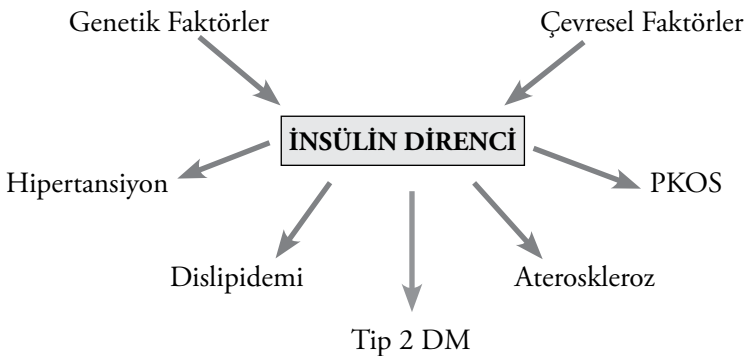 Genetik Faktörler
Çevresel Faktörler
İNSÜLİN DİRENCİ
Hipertansiyon
PKOS
Dislipidemi
Ateroskleroz
Tip 2 DM